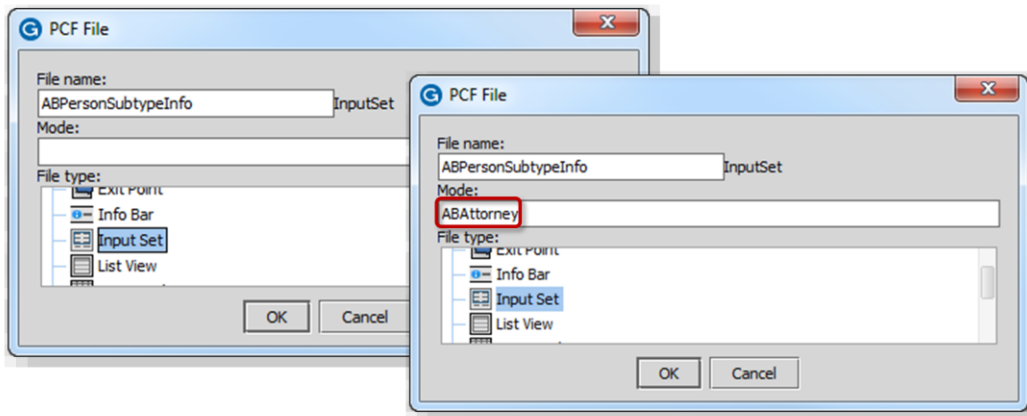 PCF File
File name:
ABPersonSubtypeInfo InputSet
Mode:
File type:
Exit Point
Info Bar
Input Set
List View
OK Cancel
PCF File
File name:
ABPersonSubtypeInfo InputSet
Mode:
ABAttorney
File type:
Exit Point
Info Bar
Input Set
List View
OK Cancel